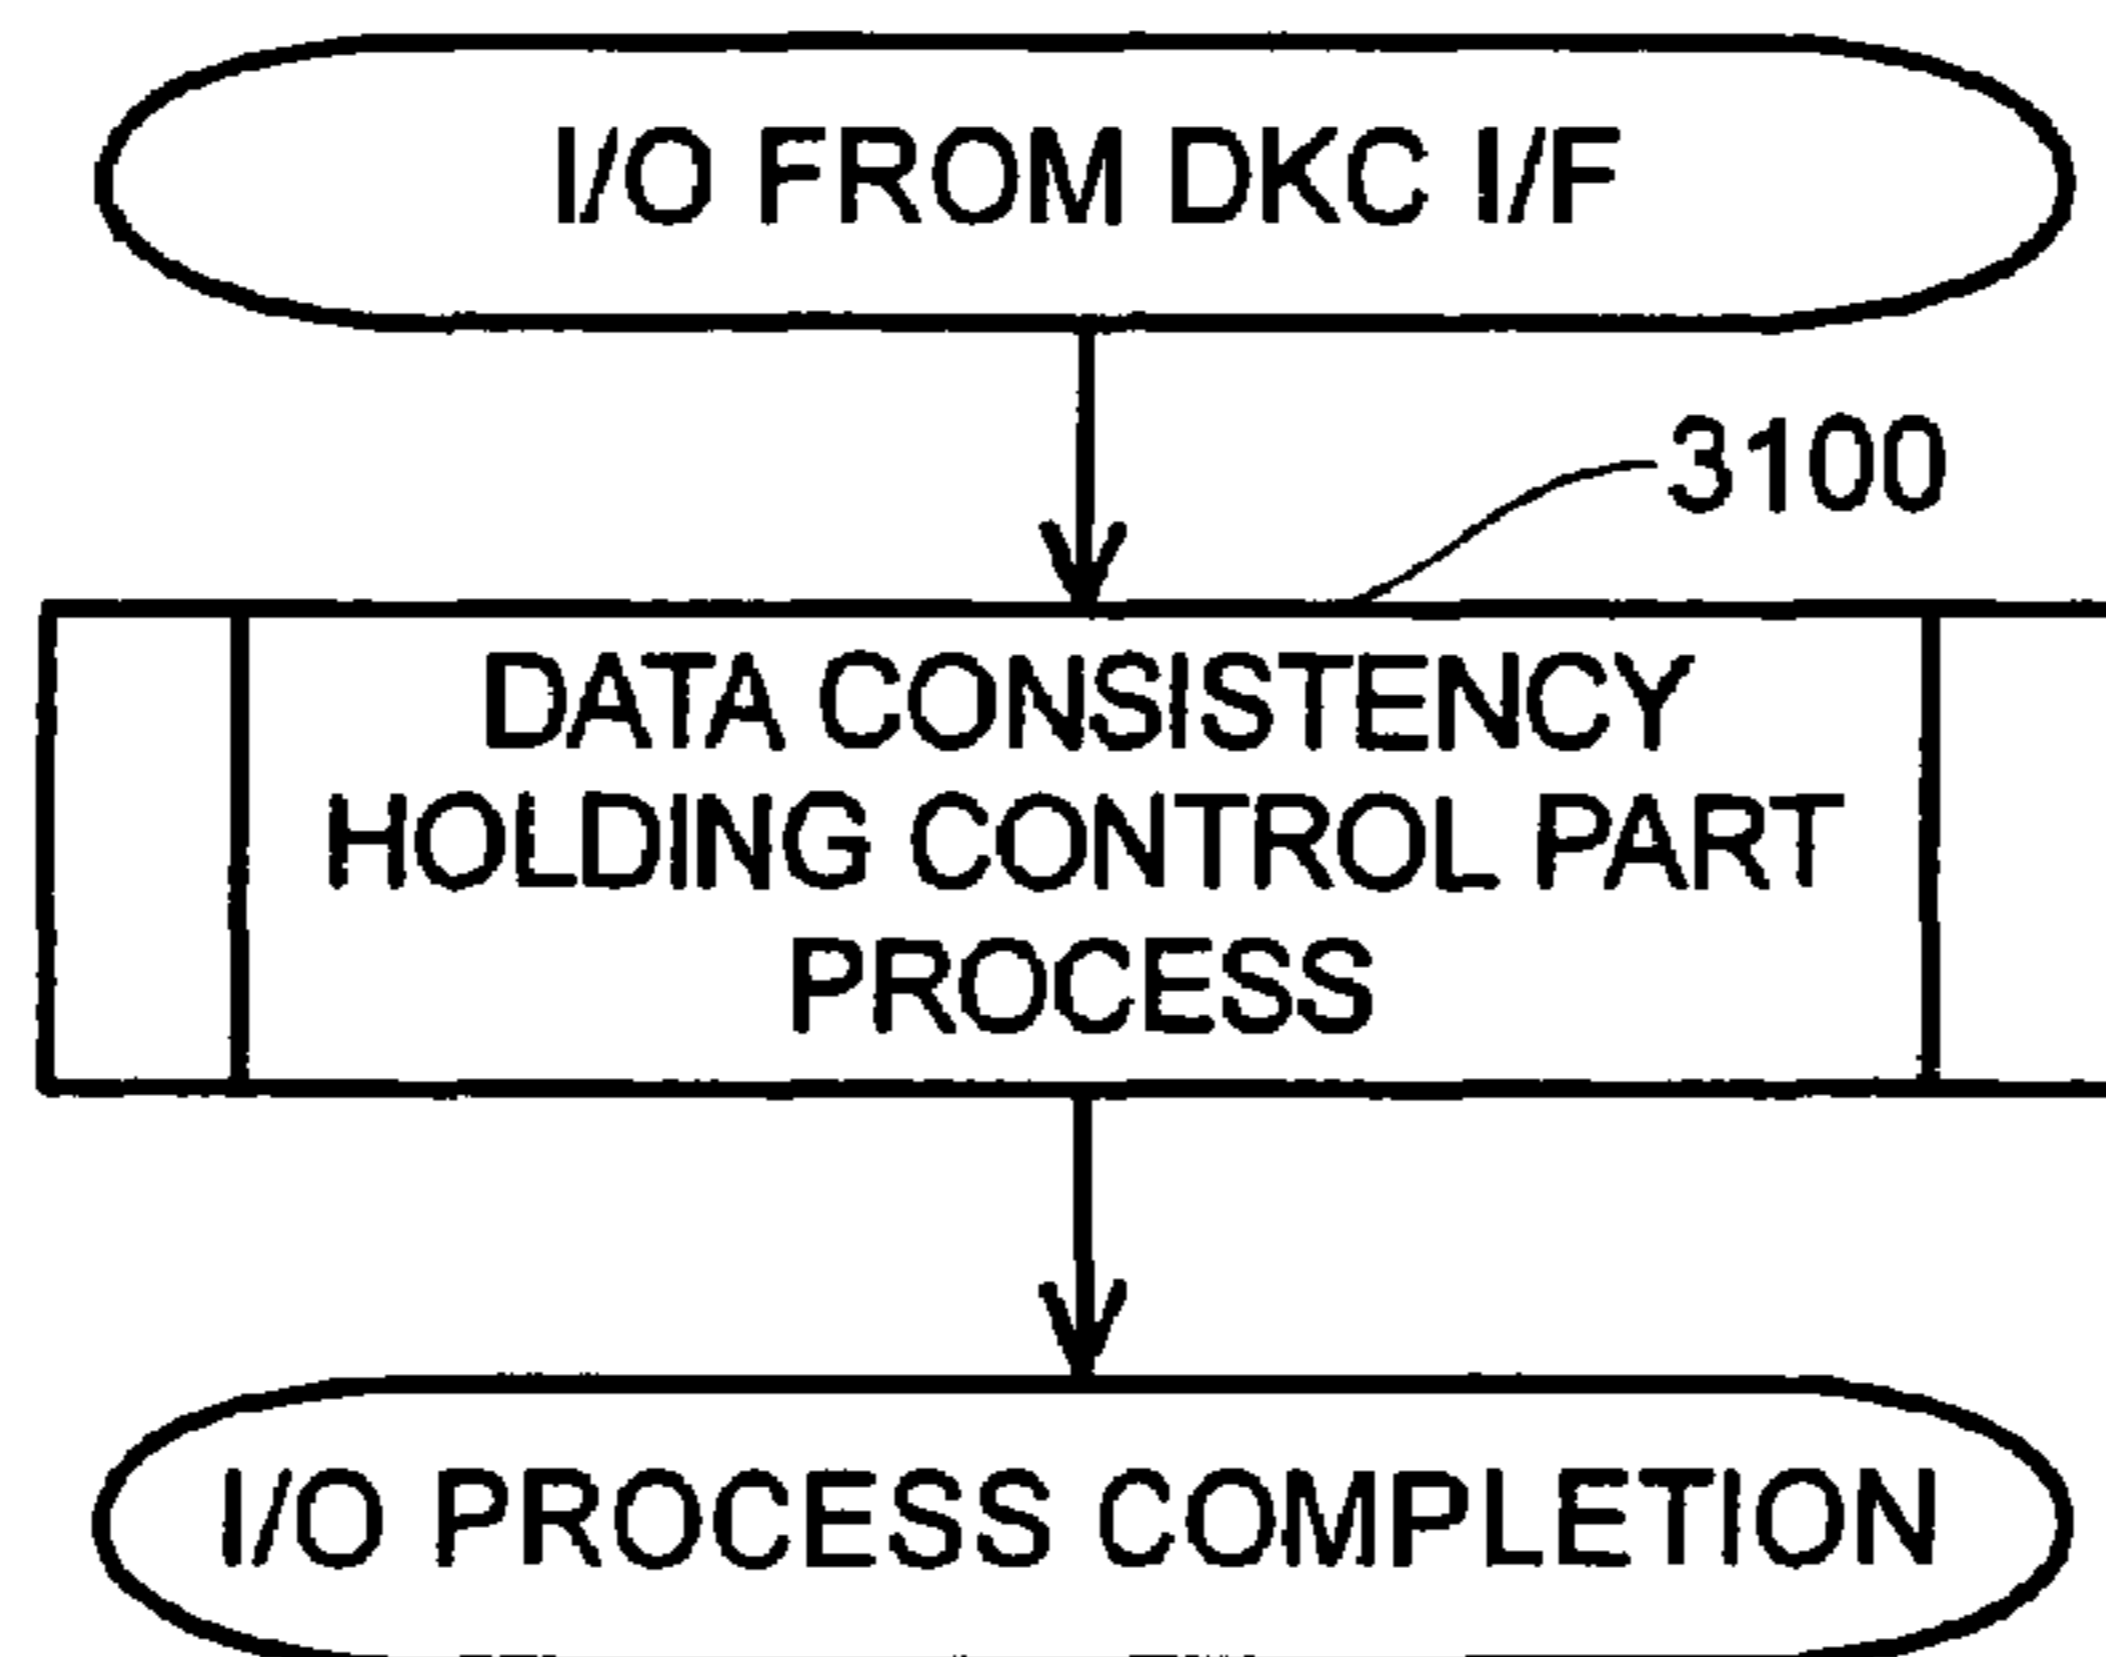 I/O FROM DKC I/F
3100
DATA CONSISTENCY
HOLDING CONTROL PART
PROCESS
I/O PROCESS COMPLETION